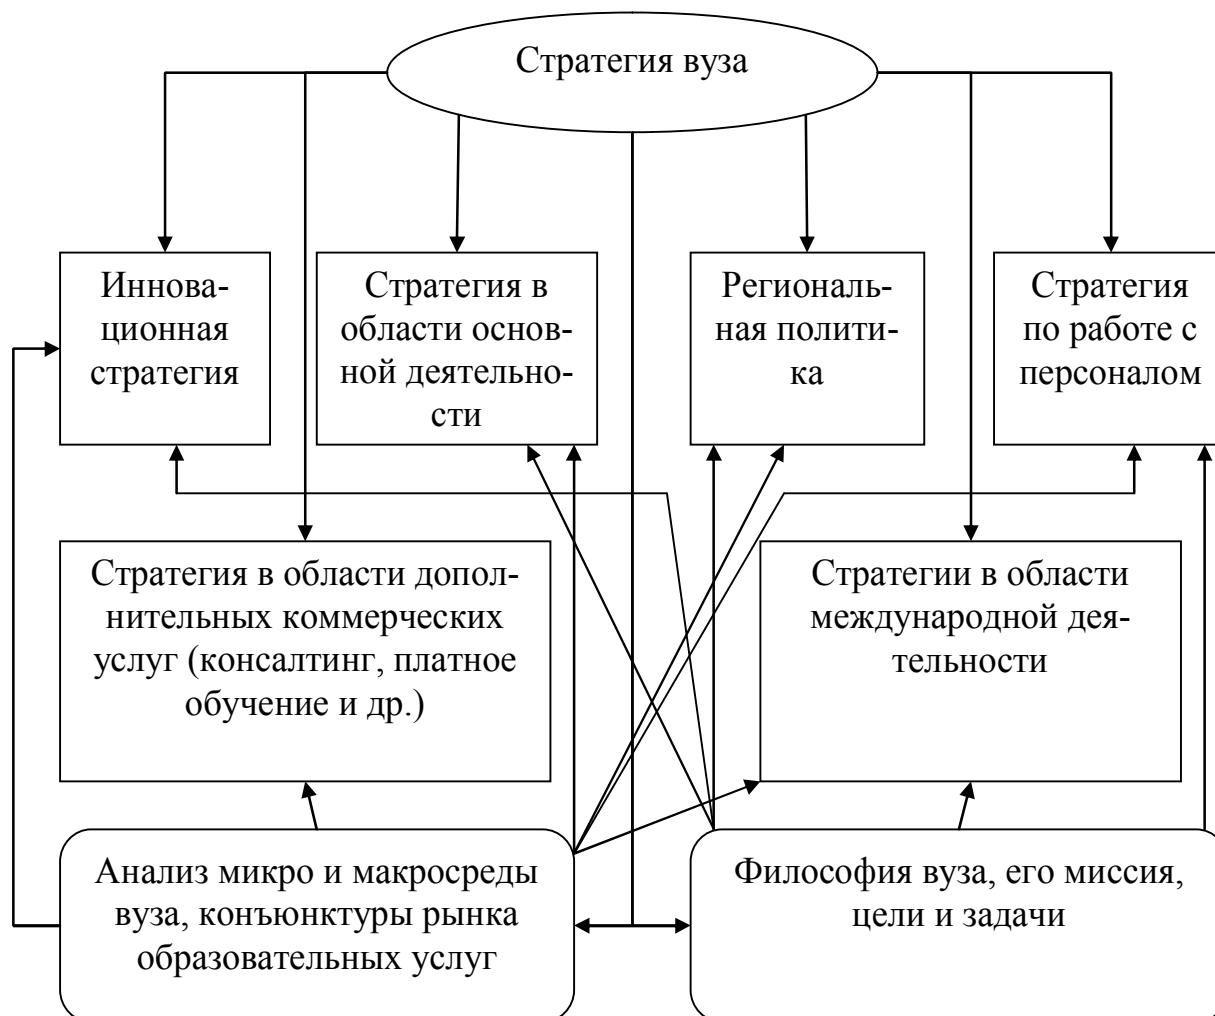 Стратегия вуза
Иннова-
ционная
стратегия
Стратегия в
области основ-
ной деятельно-
сти
Региональ-
ная полити-
ка
Стратегия
по работе с
персоналом
Стратегия в области допол-
нительных коммерческих
услуг (консалтинг, платное
обучение и др.)
Стратегии в области
международной дея-
тельности
Анализ микро и макросреды
вуза, конъюнктуры рынка
образовательных услуг
Философия вуза, его миссия,
цели и задачи